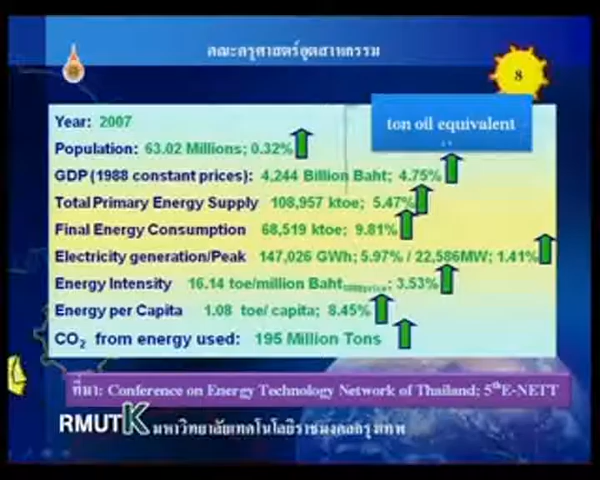 คณะครุศาสตร์อุตสาหกรรม
8
ton oil equivalent
Year: 2007
Population: 63.02 Millions; 0.32%
GDP (1988 constant prices): 4,244 Billion Baht; 4.75%
Total Primary Energy Supply 108,957 ktoe; 5.47%
Final Energy Consumption 68,519 ktoe; 9.81%
Electricity generation/Peak 147,026 GWh; 5.97% / 22,586MW; 1.41%
Energy Intensity 16.14 toe/million Baht1988price; 3.53%
Energy per Capita 1.08 toe/ capita; 8.45%
CO2 from energy used: 195 Million Tons
ที่มา: Conference on Energy Technology Network of Thailand; 5thE-NETT
RMUTK มหาวิทยาลัยเทคโนโลยีราชมงคลกรุงเทพ